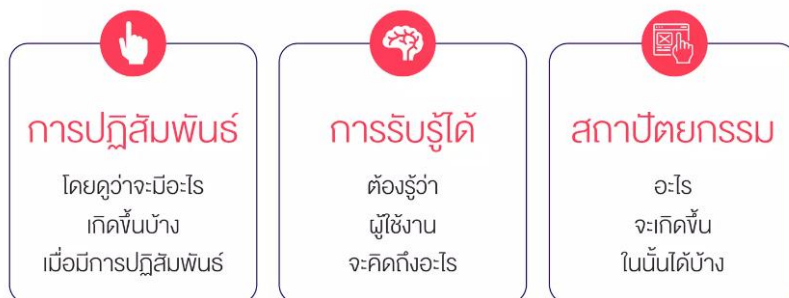 การปฏิสัมพันธ์
โดยดูว่าจะมีอะไร
เกิดขึ้นบ้าง
เมื่อมีการปฏิสัมพันธ์
การรับรู้ได้
ต้องรู้ว่า
ผู้ใช้งาน
จะคิดถึงอะไร
สถาปัตยกรรม
อะไร
จะเกิดขึ้น
ในนั้นได้บ้าง